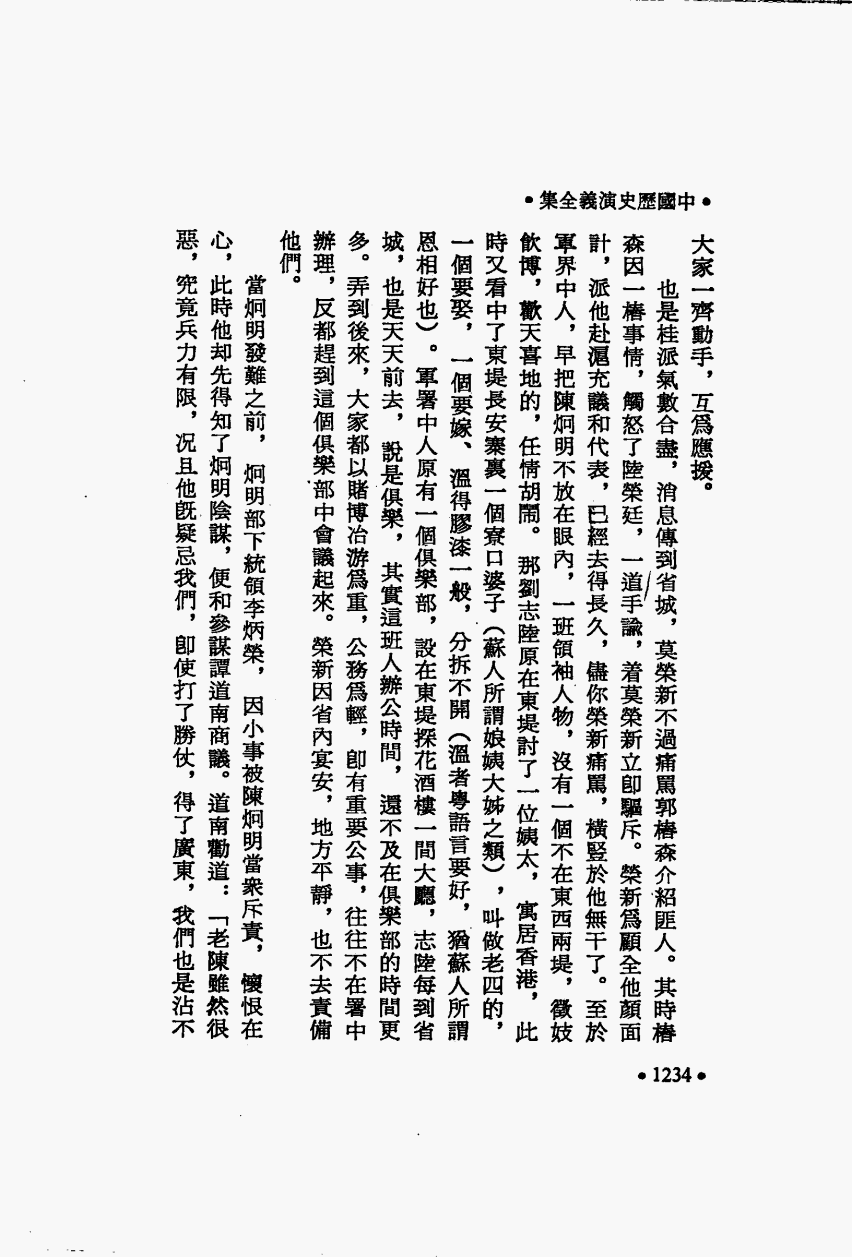 •集全義演史歷國中•
大家一齊動手，互爲應援。
也是桂派氣數合盡，消息傳到省城，莫榮新不過痛罵郭椿森介紹匪人。其時椿
森因一樁事情，觸怒了陸榮廷，一道手諭，着莫榮新立卽驅斥。榮新爲顧全他顏面
計，派他赴滬充議和代表，已經去得長久，儘你榮新痛罵，橫豎於他無干了。至於
軍界中人，早把陳炯明不放在眼內，一班領袖人物，沒有一個不在東西兩堤，徵妓
飲博，歡天喜地的，任情胡鬧。那劉志陸原在東堤討了一位姨太，寓居香港，此
時又看中了東堤長安寨裏一個寮口婆子（蘇人所謂娘姨大姊之類），叫做老四的，
一個要娶，一個要嫁、溫得膠漆一般，分拆不開（溫者粵語言要好，猶蘇人所謂
恩相好也）。軍署中人原有一個俱樂部，設在東堤探花酒樓一間大廳，志陸每到省
城，也是天天前去，說是俱樂，其實這班人辦公時間，還不及在俱樂部的時間更
多。弄到後來，大家都以賭博冶游爲重，公務爲輕，卽有重要公事，往往不在署中
辦理，反都趕到這個俱樂部中會議起來。榮新因省內宴安，地方平靜，也不去責備
他們。
當炯明發難之前，炯明部下統領李炳榮，因小事被陳炯明當衆斥責，懷恨在
心，此時他却先得知了炯明陰謀，便和參謀譚道南商議。道南勸道：「老陳雖然很
惡，究竟兵力有限，況且他旣疑忌我們，卽使打了勝仗，得了廣東，我們也是沾不
•1234•